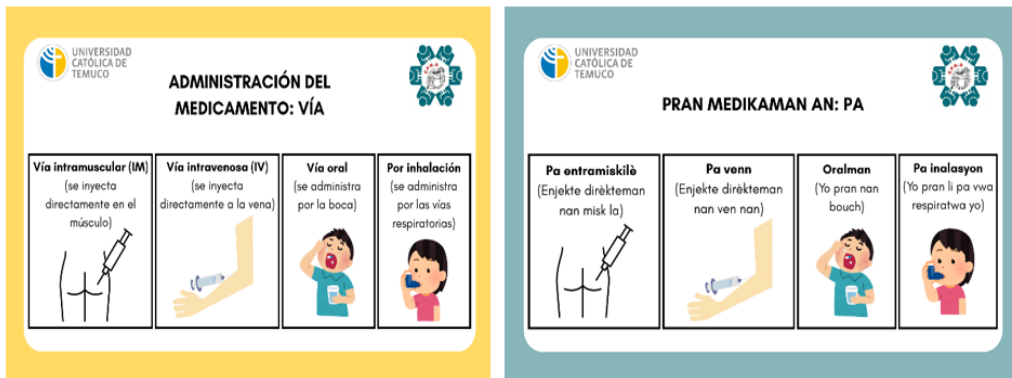 UNIVERSIDAD
CATÓLICA DE
TEMUCO
ADMINISTRACIÓN DEL
MEDICAMENTO: VÍA
Vía intramuscular (IM)
(se inyecta
directamente en el
músculo)
Vía intravenosa (IV)
(se inyecta
directamente a la vena)
Vía oral
(se administra
por la boca)
Por inhalación
(se administra
por las vías
respiratorias)
UNIVERSIDAD
CATÓLICA DE
TEMUCO
PRAN MEDIKAMAN AN: PA
Pa entramiskilè
(Enjekte dirèkteman
nan misk la)
Pa venn
(Enjekte dirèkteman
nan ven nan)
Oralman
(Yo pran nan
bouch)
Pa inalasyon
(Yo pran li pa vwa
respiratwa yo)